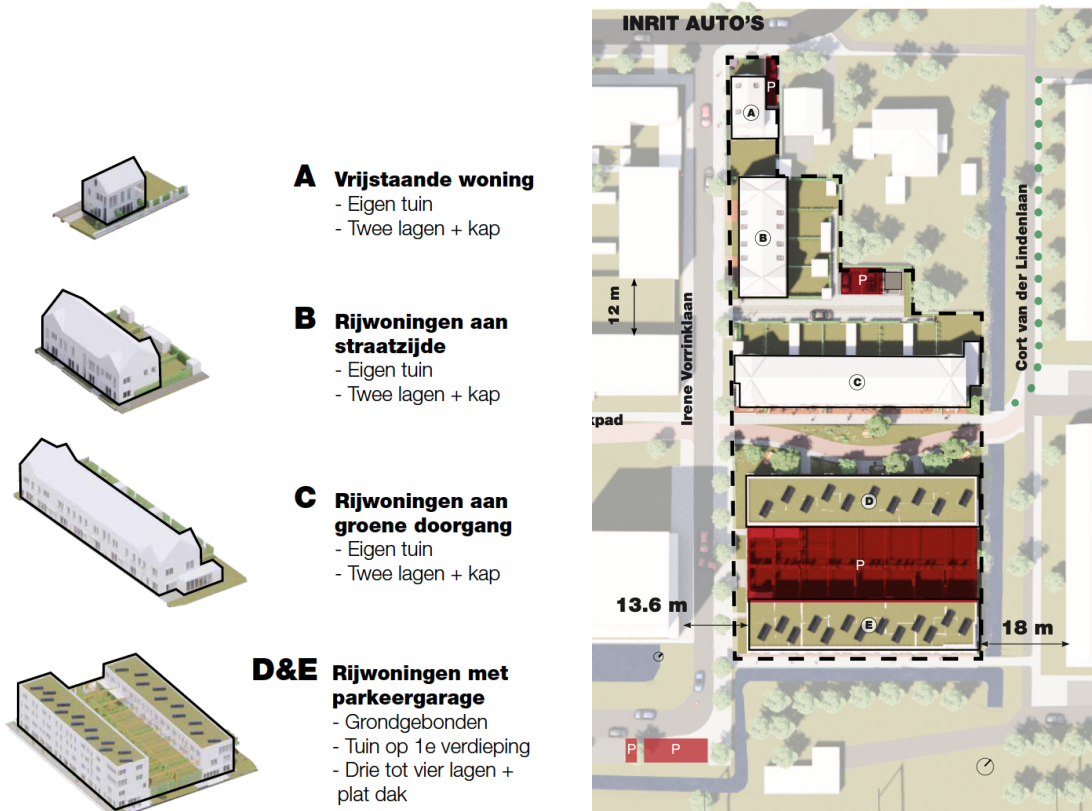 A Vrijstaande woning
- Eigen tuin
- Twee lagen + kap
B Rijwoningen aan
straatzijde
- Eigen tuin
- Twee lagen + kap
C Rijwoningen aan
groene doorgang
- Eigen tuin
- Twee lagen + kap
D&E Rijwoningen met
parkeergarage
- Grondgebonden
- Tuin op 1e verdieping
- Drie tot vier lagen +
plat dak
INRIT AUTO'S
P
A
B
P
12 m
Irene Vorrinklaan
Cort van der Lindenlaan
C
kpad
D
P
13.6 m
E
18 m
P
P